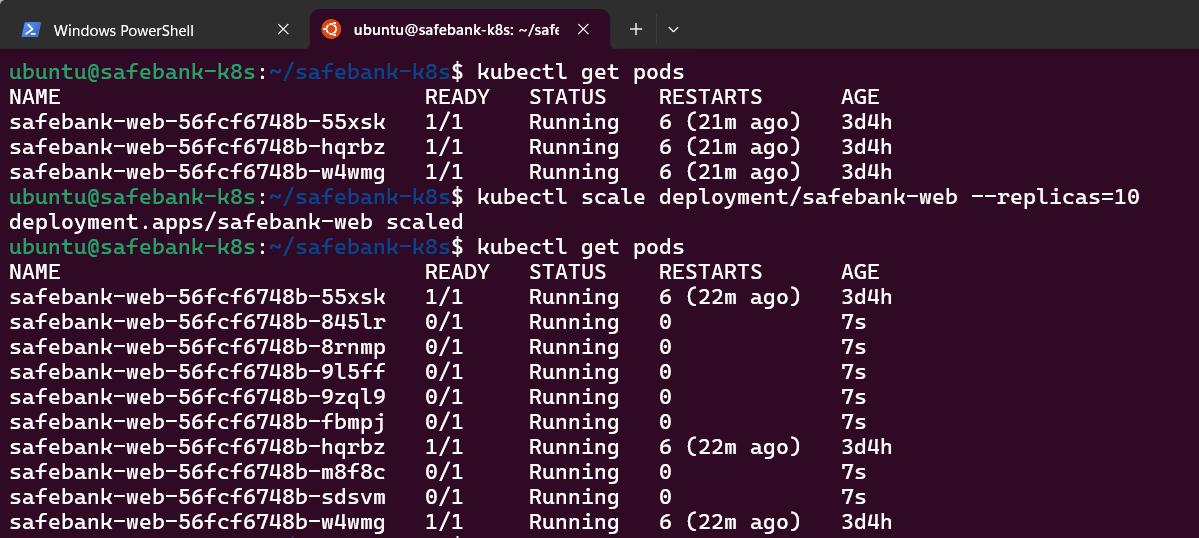 Windows PowerShell
ubuntu@safebank-k8s: ~/safe
ubuntu@safebank-k8s:~/safebank-k8s$ kubectl get pods
NAME READY STATUS RESTARTS AGE
safebank-web-56fcf6748b-55xsk 1/1 Running 6 (21m ago) 3d4h
safebank-web-56fcf6748b-hqrbz 1/1 Running 6 (21m ago) 3d4h
safebank-web-56fcf6748b-w4wmg 1/1 Running 6 (21m ago) 3d4h
ubuntu@safebank-k8s:~/safebank-k8s$ kubectl scale deployment/safebank-web --replicas=10
deployment.apps/safebank-web scaled
ubuntu@safebank-k8s:~/safebank-k8s$ kubectl get pods
NAME READY STATUS RESTARTS AGE
safebank-web-56fcf6748b-55xsk 1/1 Running 6 (22m ago) 3d4h
safebank-web-56fcf6748b-845lr 0/1 Running 0 7s
safebank-web-56fcf6748b-8rnmp 0/1 Running 0 7s
safebank-web-56fcf6748b-9l5ff 0/1 Running 0 7s
safebank-web-56fcf6748b-9zql9 0/1 Running 0 7s
safebank-web-56fcf6748b-fbmpj 0/1 Running 0 7s
safebank-web-56fcf6748b-hqrbz 1/1 Running 6 (22m ago) 3d4h
safebank-web-56fcf6748b-m8f8c 0/1 Running 0 7s
safebank-web-56fcf6748b-sdsvm 0/1 Running 0 7s
safebank-web-56fcf6748b-w4wmg 1/1 Running 6 (22m ago) 3d4h